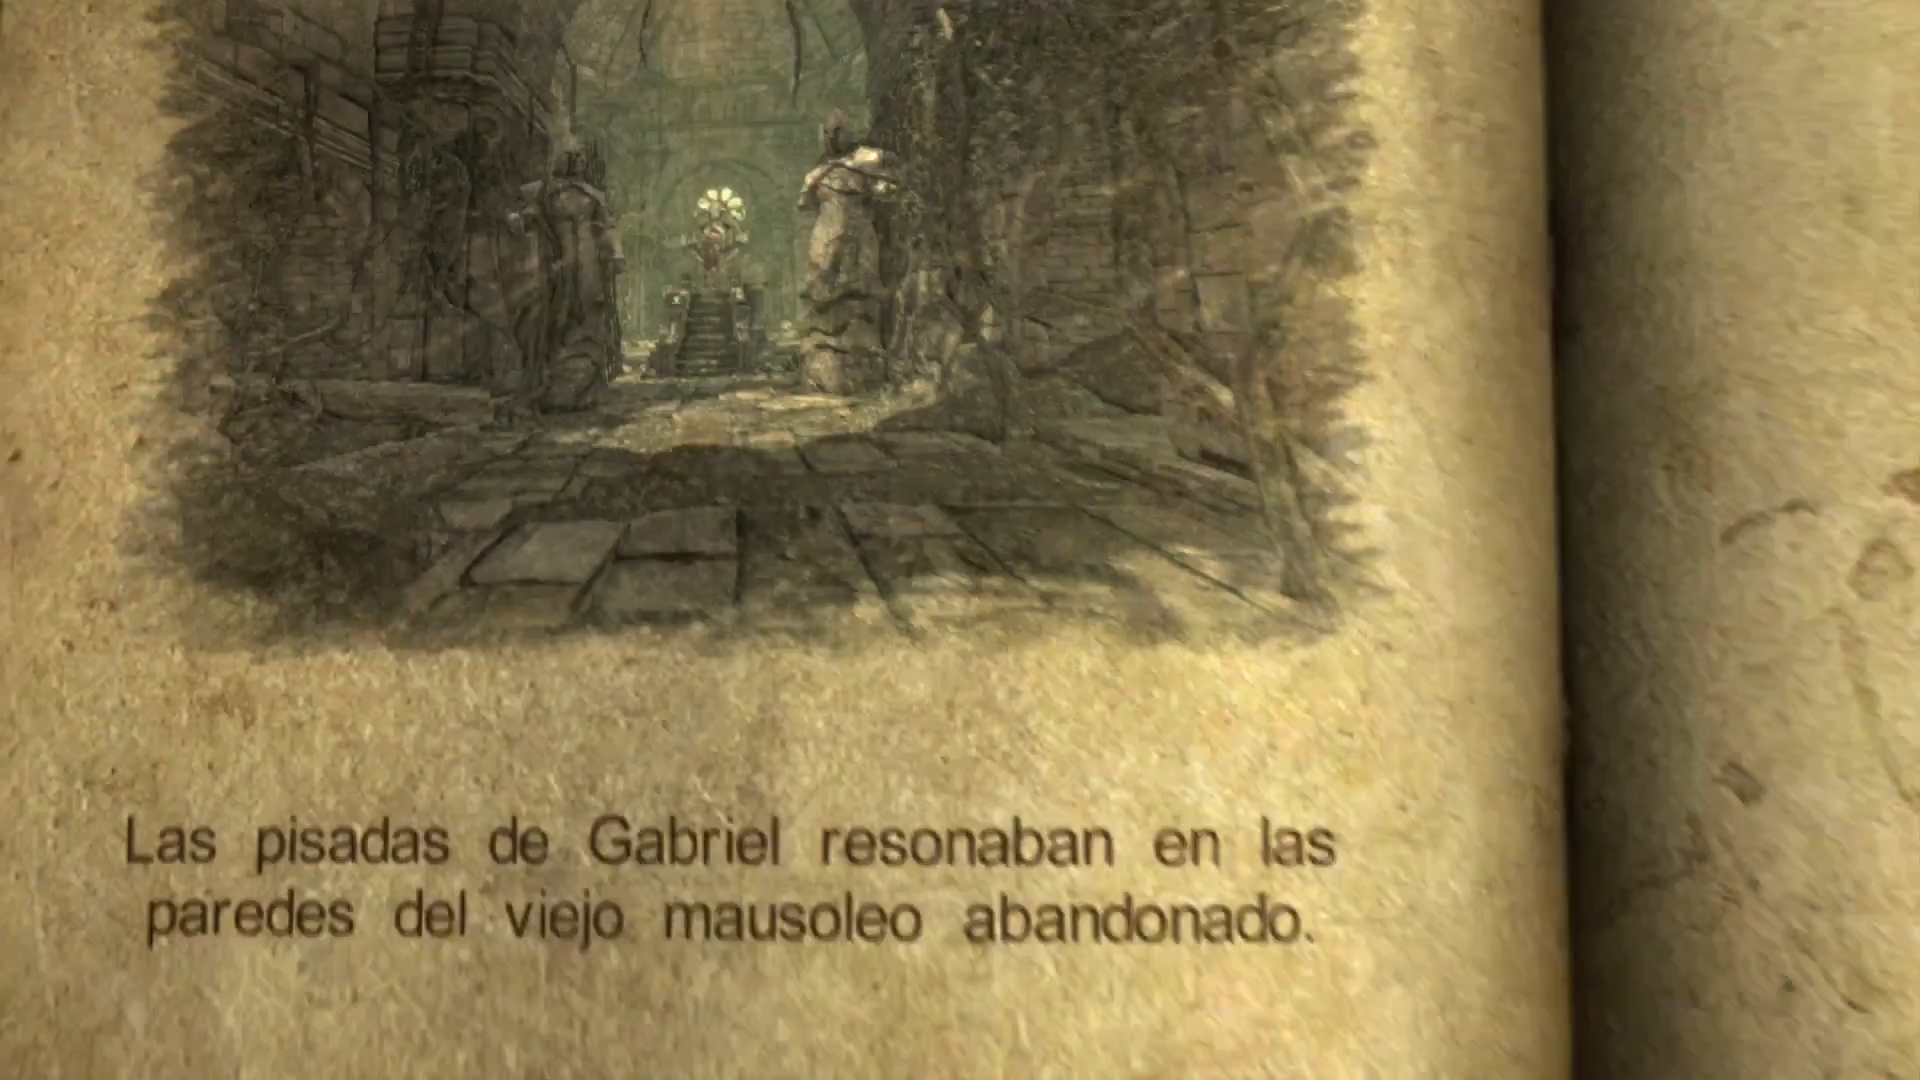 Las pisadas de Gabriel resonaban en las
paredes del viejo mausoleo abandonado.